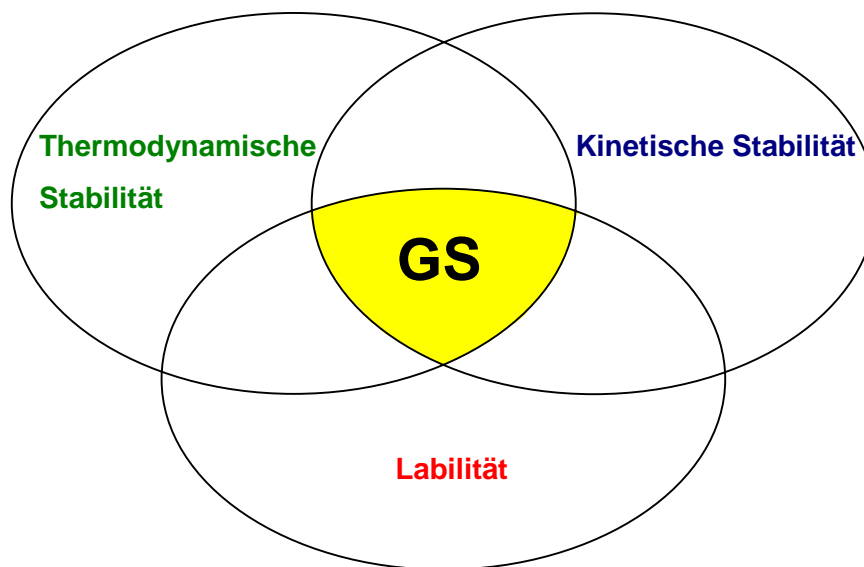 Thermodynamische
Stabilität
Kinetische Stabilität
GS
Labilität